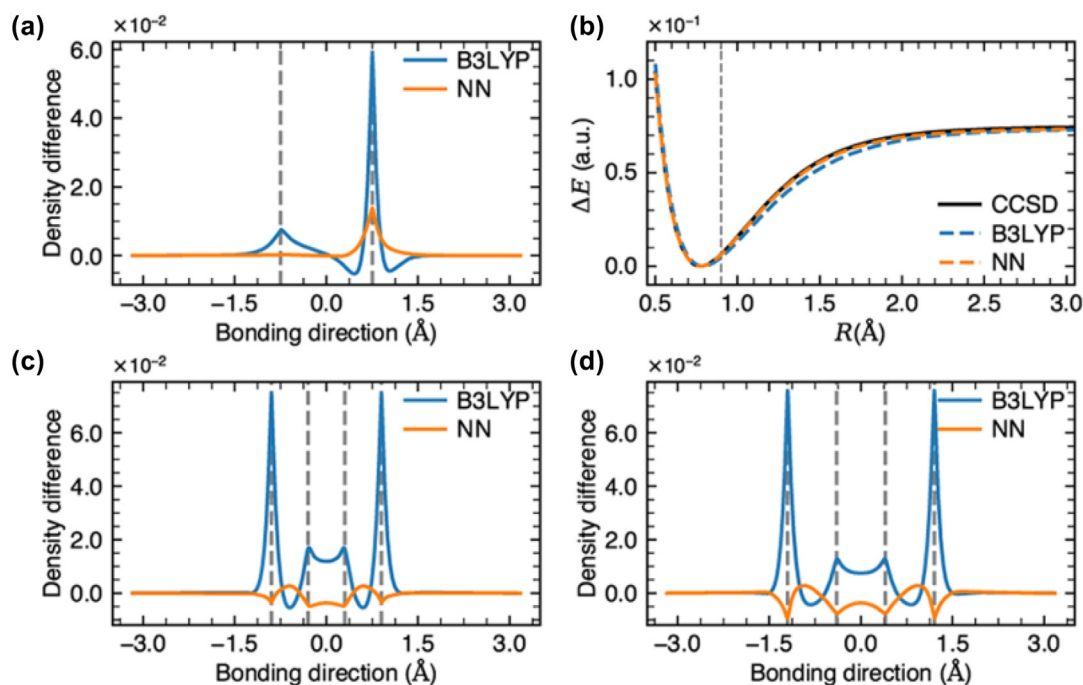 (a)
×10−2
6.0
4.0
2.0
0.0
Density difference
B3LYP
NN
−3.0 −1.5 0.0 1.5 3.0
Bonding direction (Å)
(b)
×10−1
1.0
0.5
0.0
ΔE (a.u.)
CCSD
B3LYP
NN
0.5 1.0 1.5 2.0 2.5 3.0
R(Å)
(c)
×10−2
6.0
4.0
2.0
0.0
Density difference
B3LYP
NN
−3.0 −1.5 0.0 1.5 3.0
Bonding direction (Å)
(d)
×10−2
6.0
4.0
2.0
0.0
Density difference
B3LYP
NN
−3.0 −1.5 0.0 1.5 3.0
Bonding direction (Å)